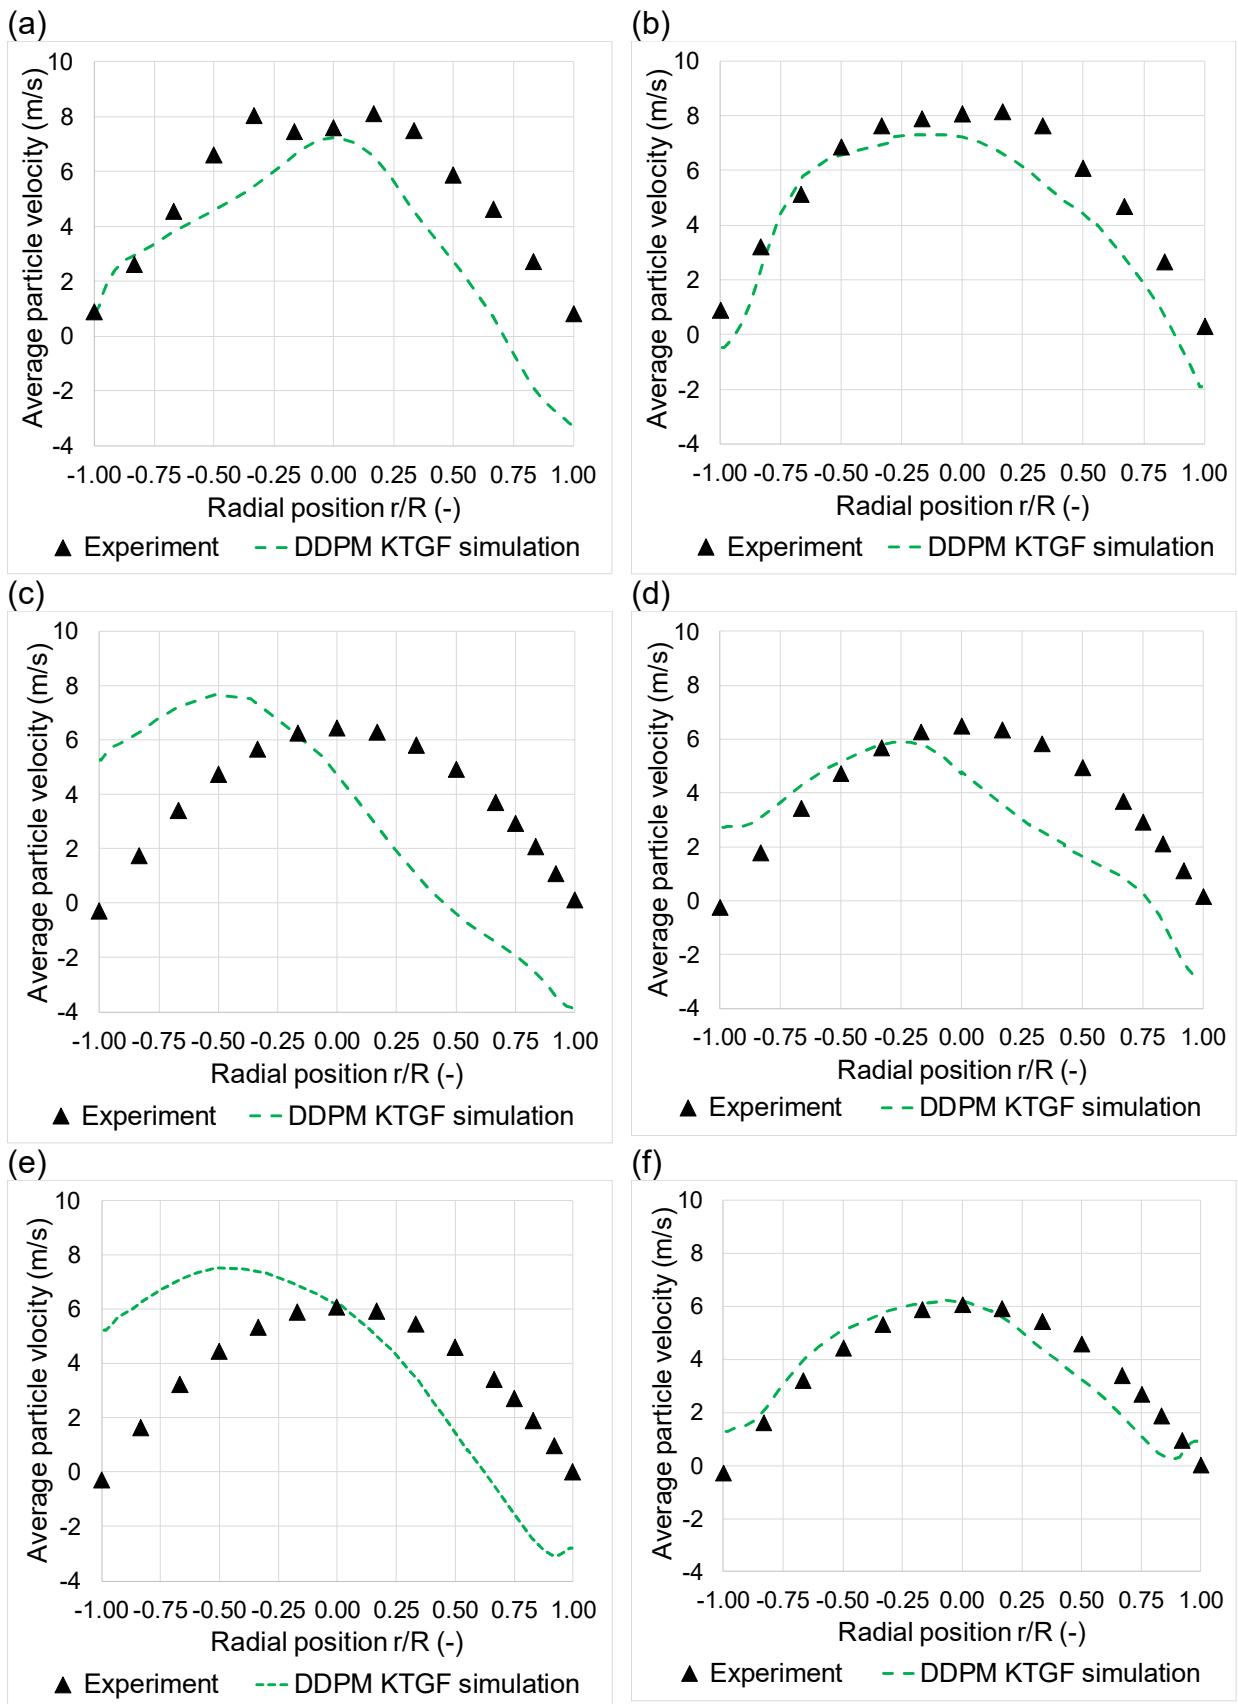 (a)
Average particle velocity (m/s)
10
8
6
4
2
0
-2
-4
-1.00 -0.75 -0.50 -0.25 0.00 0.25 0.50 0.75 1.00
Radial position r/R (-)
Experiment DDPM KTGF simulation
(b)
Average particle velocity (m/s)
10
8
6
4
2
0
-2
-4
-1.00 -0.75 -0.50 -0.25 0.00 0.25 0.50 0.75 1.00
Radial position r/R (-)
Experiment DDPM KTGF simulation
(c)
Average particle velocity (m/s)
10
8
6
4
2
0
-2
-4
-1.00 -0.75 -0.50 -0.25 0.00 0.25 0.50 0.75 1.00
Radial position r/R (-)
Experiment DDPM KTGF simulation
(d)
Average particle velocity (m/s)
10
8
6
4
2
0
-2
-4
-1.00 -0.75 -0.50 -0.25 0.00 0.25 0.50 0.75 1.00
Radial position r/R (-)
Experiment DDPM KTGF simulation
(e)
Average particle vlocity (m/s)
10
8
6
4
2
0
-2
-4
-1.00 -0.75 -0.50 -0.25 0.00 0.25 0.50 0.75 1.00
Radial position r/R (-)
Experiment DDPM KTGF simulation
(f)
Average particle velocity (m/s)
10
8
6
4
2
0
-2
-4
-1.00 -0.75 -0.50 -0.25 0.00 0.25 0.50 0.75 1.00
Radial position r/R (-)
Experiment DDPM KTGF simulation